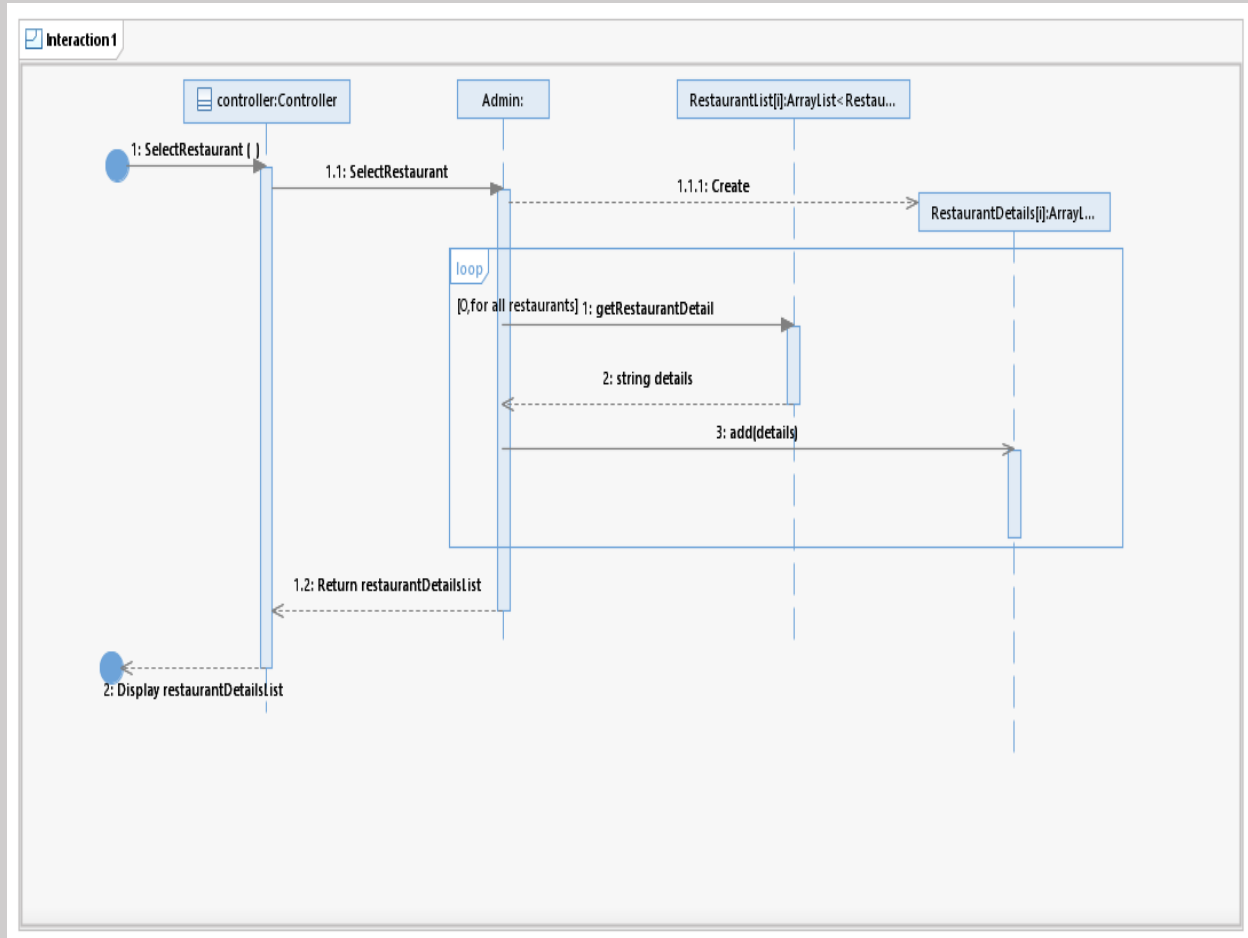 Interaction1
controller:Controller
Admin:
RestaurantList[i]:ArrayList<Restau...
1: SelectRestaurant ( )
1.1: SelectRestaurant
1.1.1: Create
RestaurantDetails[i]:ArrayL...
loop
[0,for all restaurants]
1: getRestaurantDetail
2: string details
3: add(details)
1.2: Return restaurantDetailsList
2: Display restaurantDetailsList